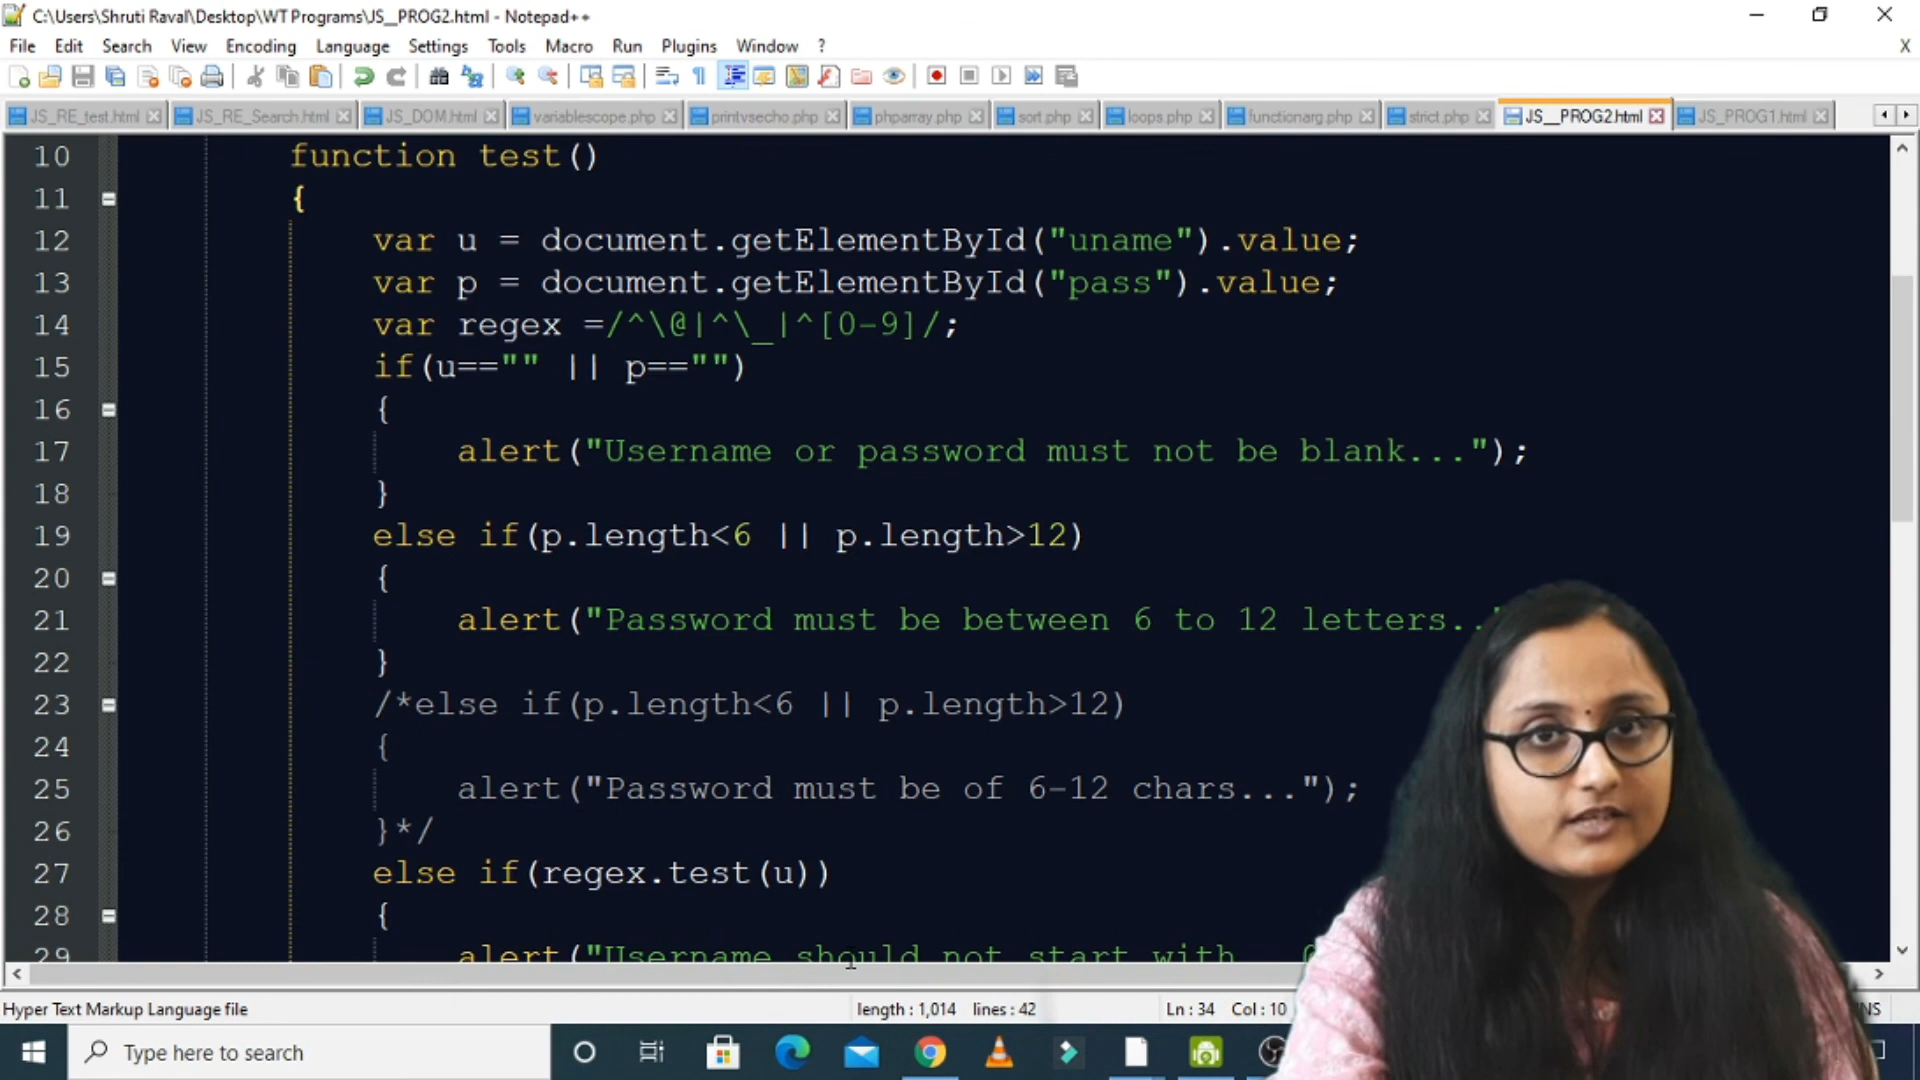 C:\Users\Shruti Raval\Desktop\WT Programs\JS__PROG2.html - Notepad++
File Edit Search View Encoding Language Settings Tools Macro Run Plugins Window ? X
JS_RE_test.html JS_RE_Search.html JS_DOM.html variablescope.php printvsecho.php phparray.php sort.php loops.php functionarg.php strict.php JS__PROG2.html JS_PROG1.html
10 function test()
11 {
12 var u = document.getElementById("uname").value;
13 var p = document.getElementById("pass").value;
14 var regex =/^\@|^\_|^[0-9]/;
15 if(u=="" || p=="")
16 {
17 alert("Username or password must not be blank...");
18 }
19 else if(p.length<6 || p.length>12)
20 {
21 alert("Password must be between 6 to 12 letters..
22 }
23 /*else if(p.length<6 || p.length>12)
24 {
25 alert("Password must be of 6-12 chars...");
26 }*/
27 else if(regex.test(u))
28 {
29 alert("Username should not start with
Hyper Text Markup Language file length : 1,014 lines : 42 Ln : 34 Col : 10
Type here to search